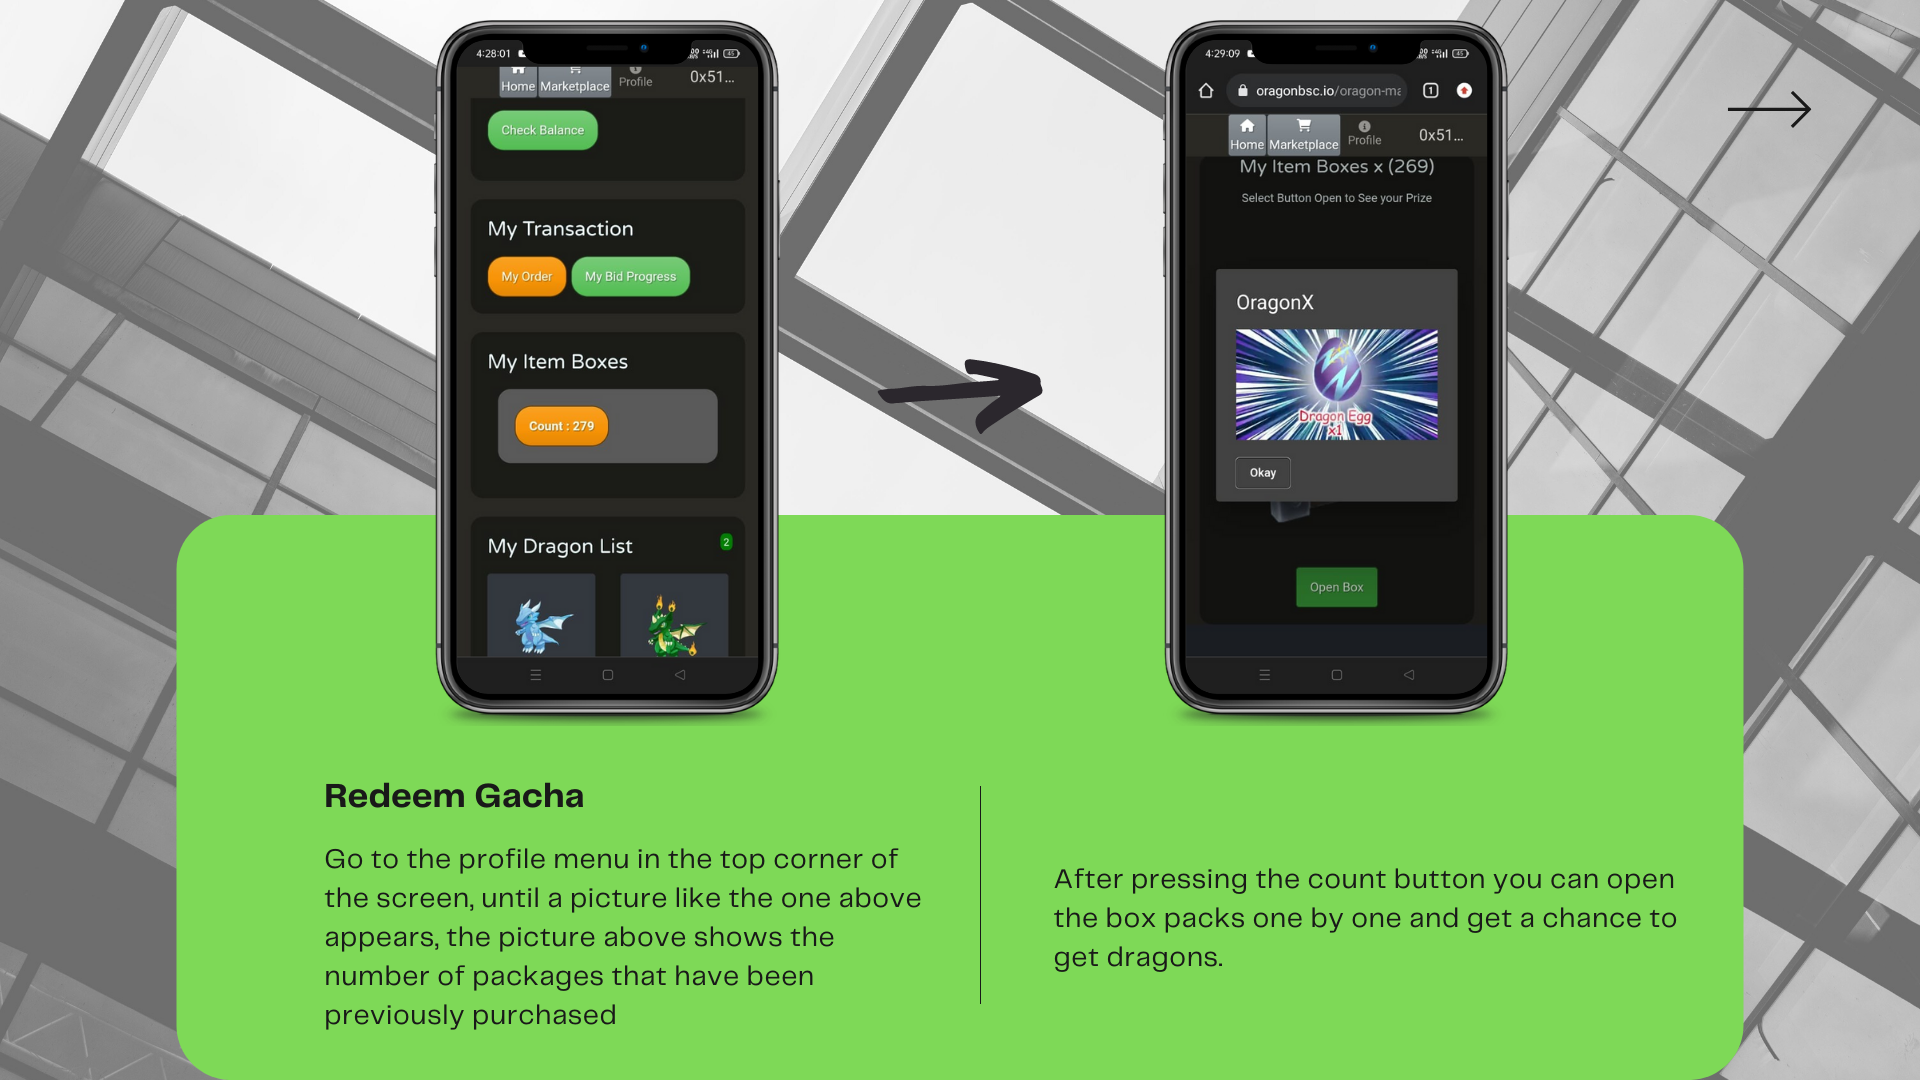 4:28:01
Home
Marketplace
Profile
0x51...
Check Balance
My Transaction
My Order
My Bid Progress
My Item Boxes
Count : 279
My Dragon List
2
4:29:09
oragonbsc.io/oragon-ma
1
Home
Marketplace
Profile
0x51...
My Item Boxes x (269)
Select Button Open to See your Prize
OragonX
Dragon Egg
x1
Okay
Open Box
Redeem Gacha
Go to the profile menu in the top corner of
the screen, until a picture like the one above
appears, the picture above shows the
number of packages that have been
previously purchased
After pressing the count button you can open
the box packs one by one and get a chance to
get dragons.